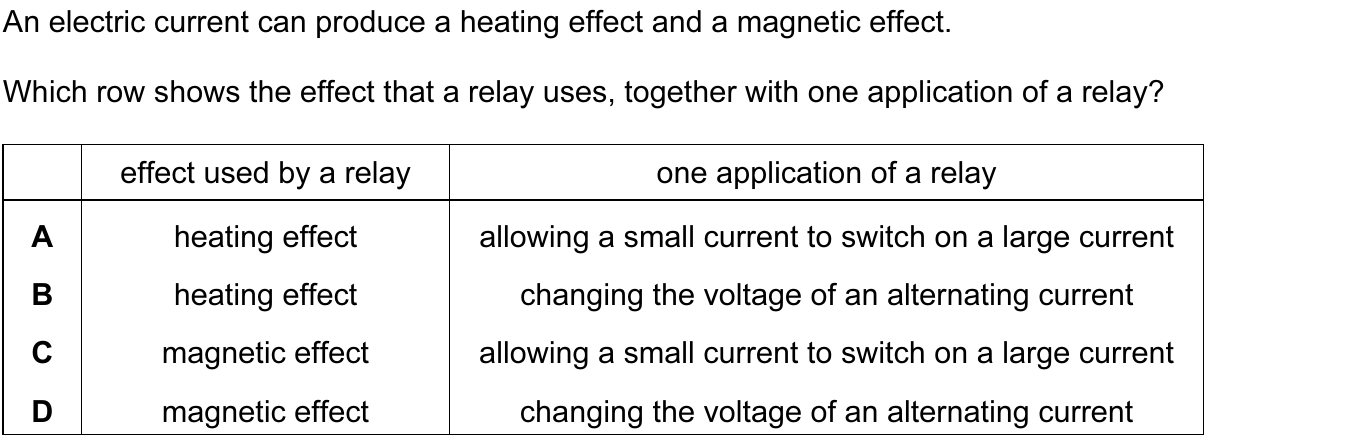 An electric current can produce a heating effect and a magnetic effect.
Which row shows the effect that a relay uses, together with one application of a relay?
effect used by a relay one application of a relay
A heating effect allowing a small current to switch on a large current
B heating effect changing the voltage of an alternating current
C magnetic effect allowing a small current to switch on a large current
D magnetic effect changing the voltage of an alternating current